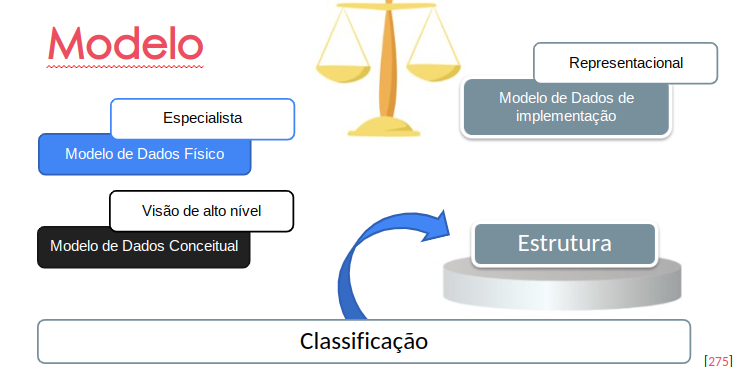 Modelo
Representacional
Modelo de Dados de
implementação
Especialista
Modelo de Dados Físico
Visão de alto nível
Modelo de Dados Conceitual
Estrutura
Classificação
[275]